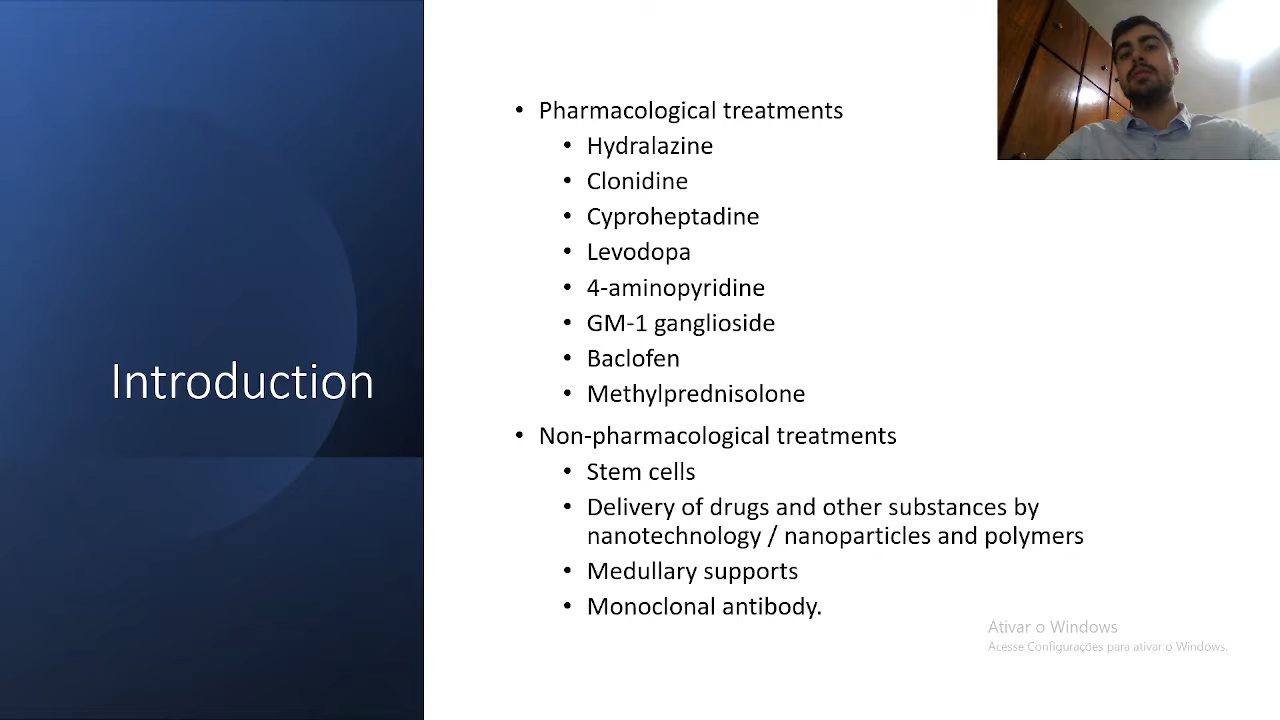 Introduction
• Pharmacological treatments
• Hydralazine
• Clonidine
• Cyproheptadine
• Levodopa
• 4-aminopyridine
• GM-1 ganglioside
• Baclofen
• Methylprednisolone
• Non-pharmacological treatments
• Stem cells
• Delivery of drugs and other substances by
nanotechnology / nanoparticles and polymers
• Medullary supports
• Monoclonal antibody.
Ativar o Windows
Acesse Configurações para ativar o Windows.